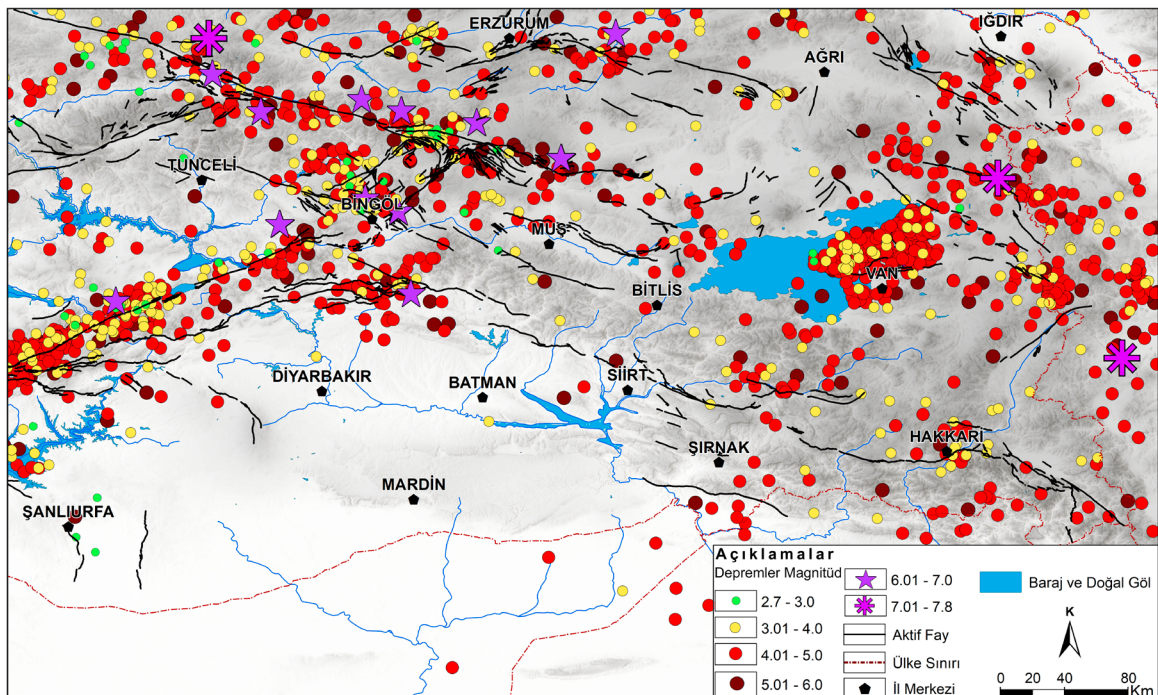 ERZURUM
IĞDIR
AĞRI
TUNCELİ
BİNGÖL
MUŞ
VAN
BİTLİS
DİYARBAKIR
BATMAN
SİİRT
HAKKARİ
ŞIRNAK
MARDİN
ŞANLIURFA
Açıklamalar
Depremler Magnitüd
2.7 - 3.0
3.01 - 4.0
4.01 - 5.0
5.01 - 6.0
6.01 - 7.0
7.01 - 7.8
Aktif Fay
Ülke Sınırı
İl Merkezi
Baraj ve Doğal Göl
K
0 20 40 80
Km